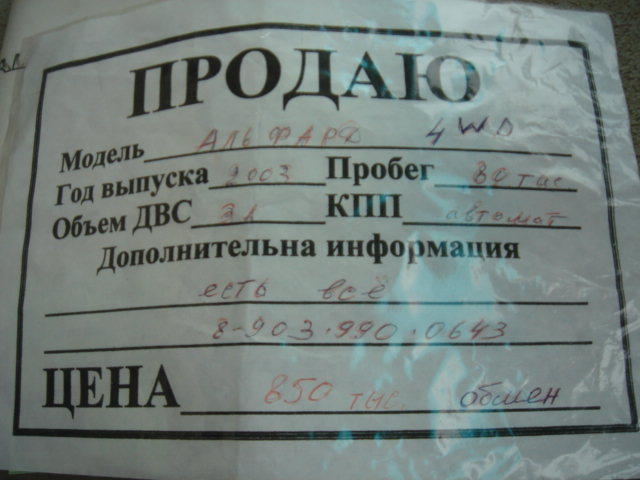 ПРОДАЮ
Модель АЛЬФАРД 4WD
Год выпуска 2003 Пробег 80 тыс
Объем ДВС 3л КПП автомат
Дополнительна информация
есть всё
8-903-990-0643
ЦЕНА 850 тыс. обмен